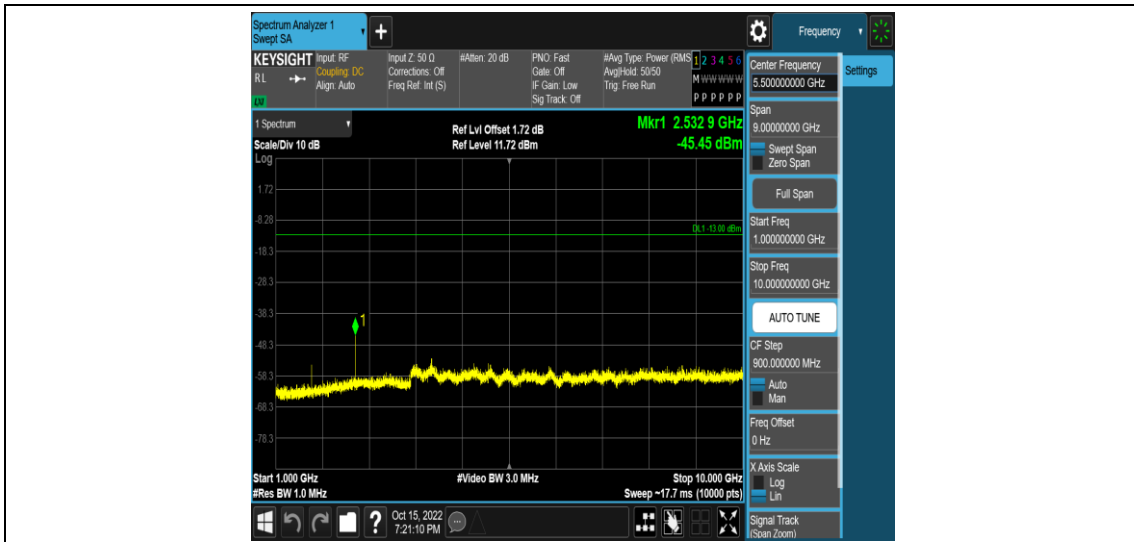 Spectrum Analyzer 1
Swept SA
+
Frequency
KEYSIGHT
RL
LXI
Input: RF
Coupling: DC
Align: Auto
Input Z: 50 Ω
Corrections: Off
Freq Ref: Int (S)
#Atten: 20 dB
PNO: Fast
Gate: Off
IF Gain: Low
Sig Track: Off
#Avg Type: Power (RMS
Avg|Hold: 50/50
Trig: Free Run
1 2 3 4 5 6
M W W W W W
P P P P P P
1 Spectrum
Scale/Div 10 dB
Log
Ref Lvl Offset 1.72 dB
Ref Level 11.72 dBm
Mkr1 2.532 9 GHz
-45.45 dBm
1.72
-8.28
DL1 -13.00 dBm
-18.3
-28.3
-38.3
1
-48.3
-58.3
-68.3
-78.3
Start 1.000 GHz
#Video BW 3.0 MHz
Stop 10.000 GHz
#Res BW 1.0 MHz
Sweep ~17.7 ms (10000 pts)
Center Frequency
5.500000000 GHz
Settings
Span
9.00000000 GHz
Swept Span
Zero Span
Full Span
Start Freq
1.000000000 GHz
Stop Freq
10.000000000 GHz
AUTO TUNE
CF Step
900.000000 MHz
Auto
Man
Freq Offset
0 Hz
X Axis Scale
Log
Lin
Signal Track
(Span Zoom)
?
Oct 15, 2022
7:21:10 PM